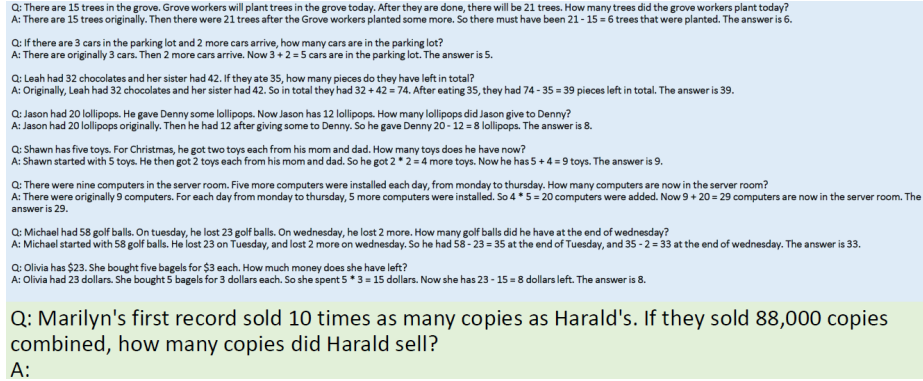 Q: There are 15 trees in the grove. Grove workers will plant trees in the grove today. After they are done, there will be 21 trees. How many trees did the grove workers plant today?
A: There are 15 trees originally. Then there were 21 trees after the Grove workers planted some more. So there must have been 21 - 15 = 6 trees that were planted. The answer is 6.
Q: If there are 3 cars in the parking lot and 2 more cars arrive, how many cars are in the parking lot?
A: There are originally 3 cars. Then 2 more cars arrive. Now 3 + 2 = 5 cars are in the parking lot. The answer is 5.
Q: Leah had 32 chocolates and her sister had 42. If they ate 35, how many pieces do they have left in total?
A: Originally, Leah had 32 chocolates and her sister had 42. So in total they had 32 + 42 = 74. After eating 35, they had 74 - 35 = 39 pieces left in total. The answer is 39.
Q: Jason had 20 lollipops. He gave Denny some lollipops. Now Jason has 12 lollipops. How many lollipops did Jason give to Denny?
A: Jason had 20 lollipops originally. Then he had 12 after giving some to Denny. So he gave Denny 20 - 12 = 8 lollipops. The answer is 8.
Q: Shawn has five toys. For Christmas, he got two toys each from his mom and dad. How many toys does he have now?
A: Shawn started with 5 toys. He then got 2 toys each from his mom and dad. So he got 2 * 2 = 4 more toys. Now he has 5 + 4 = 9 toys. The answer is 9.
Q: There were nine computers in the server room. Five more computers were installed each day, from monday to thursday. How many computers are now in the server room?
A: There were originally 9 computers. For each day from monday to thursday, 5 more computers were installed. So 4 * 5 = 20 computers were added. Now 9 + 20 = 29 computers are now in the server room. The
answer is 29.
Q: Michael had 58 golf balls. On tuesday, he lost 23 golf balls. On wednesday, he lost 2 more. How many golf balls did he have at the end of wednesday?
A: Michael started with 58 golf balls. He lost 23 on Tuesday, and lost 2 more on wednesday. So he had 58 - 23 = 35 at the end of Tuesday, and 35 - 2 = 33 at the end of wednesday. The answer is 33.
Q: Olivia has $23. She bought five bagels for $3 each. How much money does she have left?
A: Olivia had 23 dollars. She bought 5 bagels for 3 dollars each. So she spent 5 * 3 = 15 dollars. Now she has 23 - 15 = 8 dollars left. The answer is 8.
Q: Marilyn's first record sold 10 times as many copies as Harald's. If they sold 88,000 copies
combined, how many copies did Harald sell?
A: